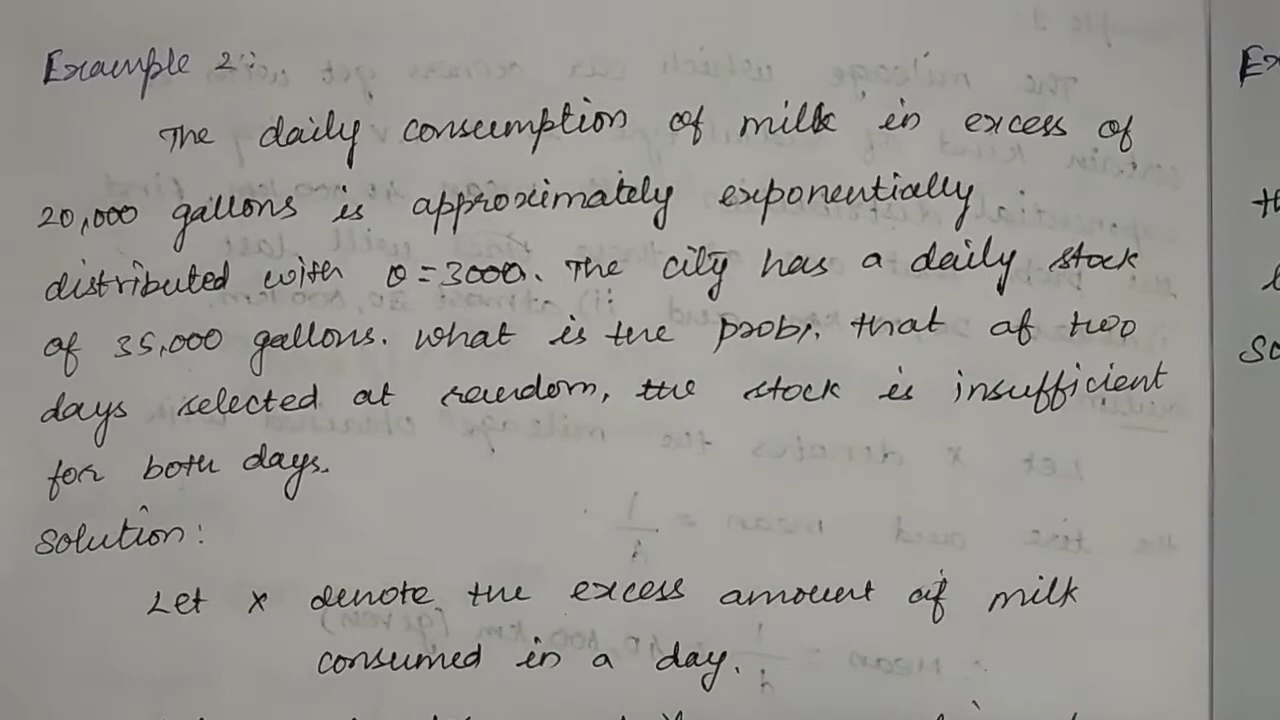 Example 2:
The daily consumption of milk in excess of
20,000 gallons is approximately exponentially
distributed with θ = 3000. The city has a daily stock
of 35,000 gallons. What is the prob. that of two
days selected at random, the stock is insufficient
for both days.
Solution:
Let x denote the excess amount of milk
consumed in a day.
Ex